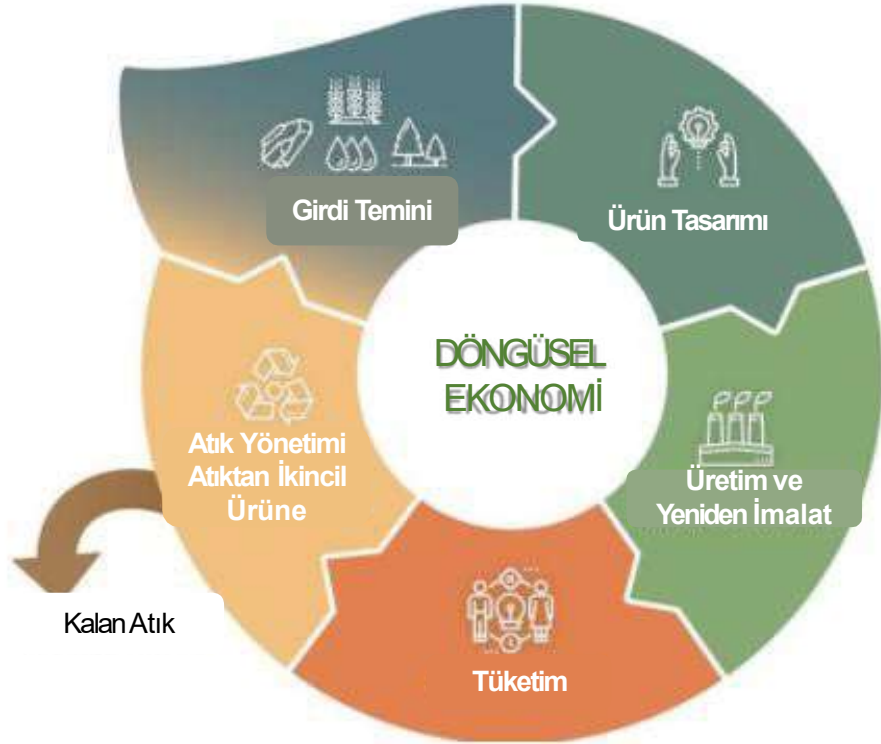 Girdi Temini
Ürün Tasarımı
DÖNGÜSEL
EKONOMİ
Atık Yönetimi
Atıktan İkincil
Ürüne
Üretim ve
Yeniden İmalat
Kalan Atık
Tüketim